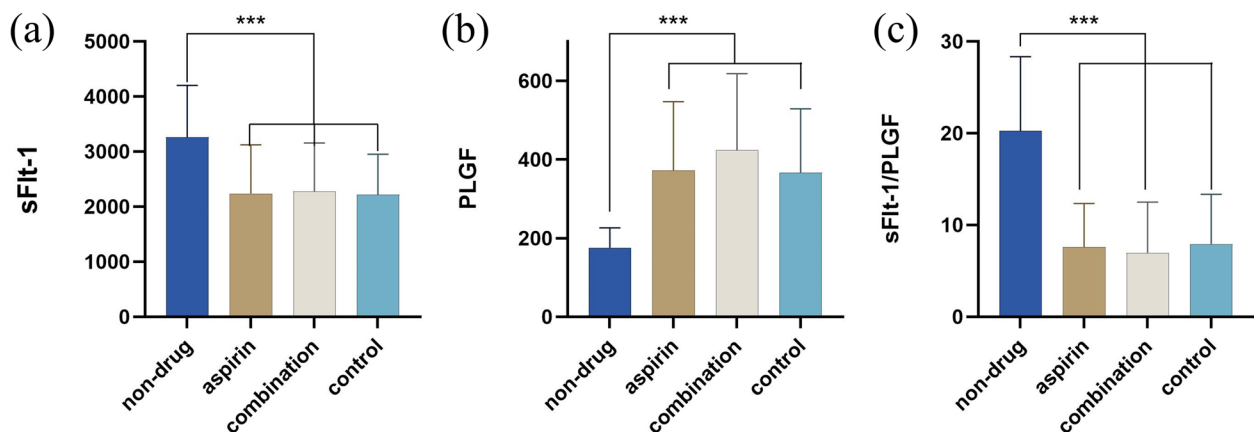 (a)
***
sFlt-1
5000
4000
3000
2000
1000
0
non-drug
aspirin
combination
control
(b)
***
PLGF
600
400
200
0
non-drug
aspirin
combination
control
(c)
***
sFlt-1/PLGF
30
20
10
0
non-drug
aspirin
combination
control